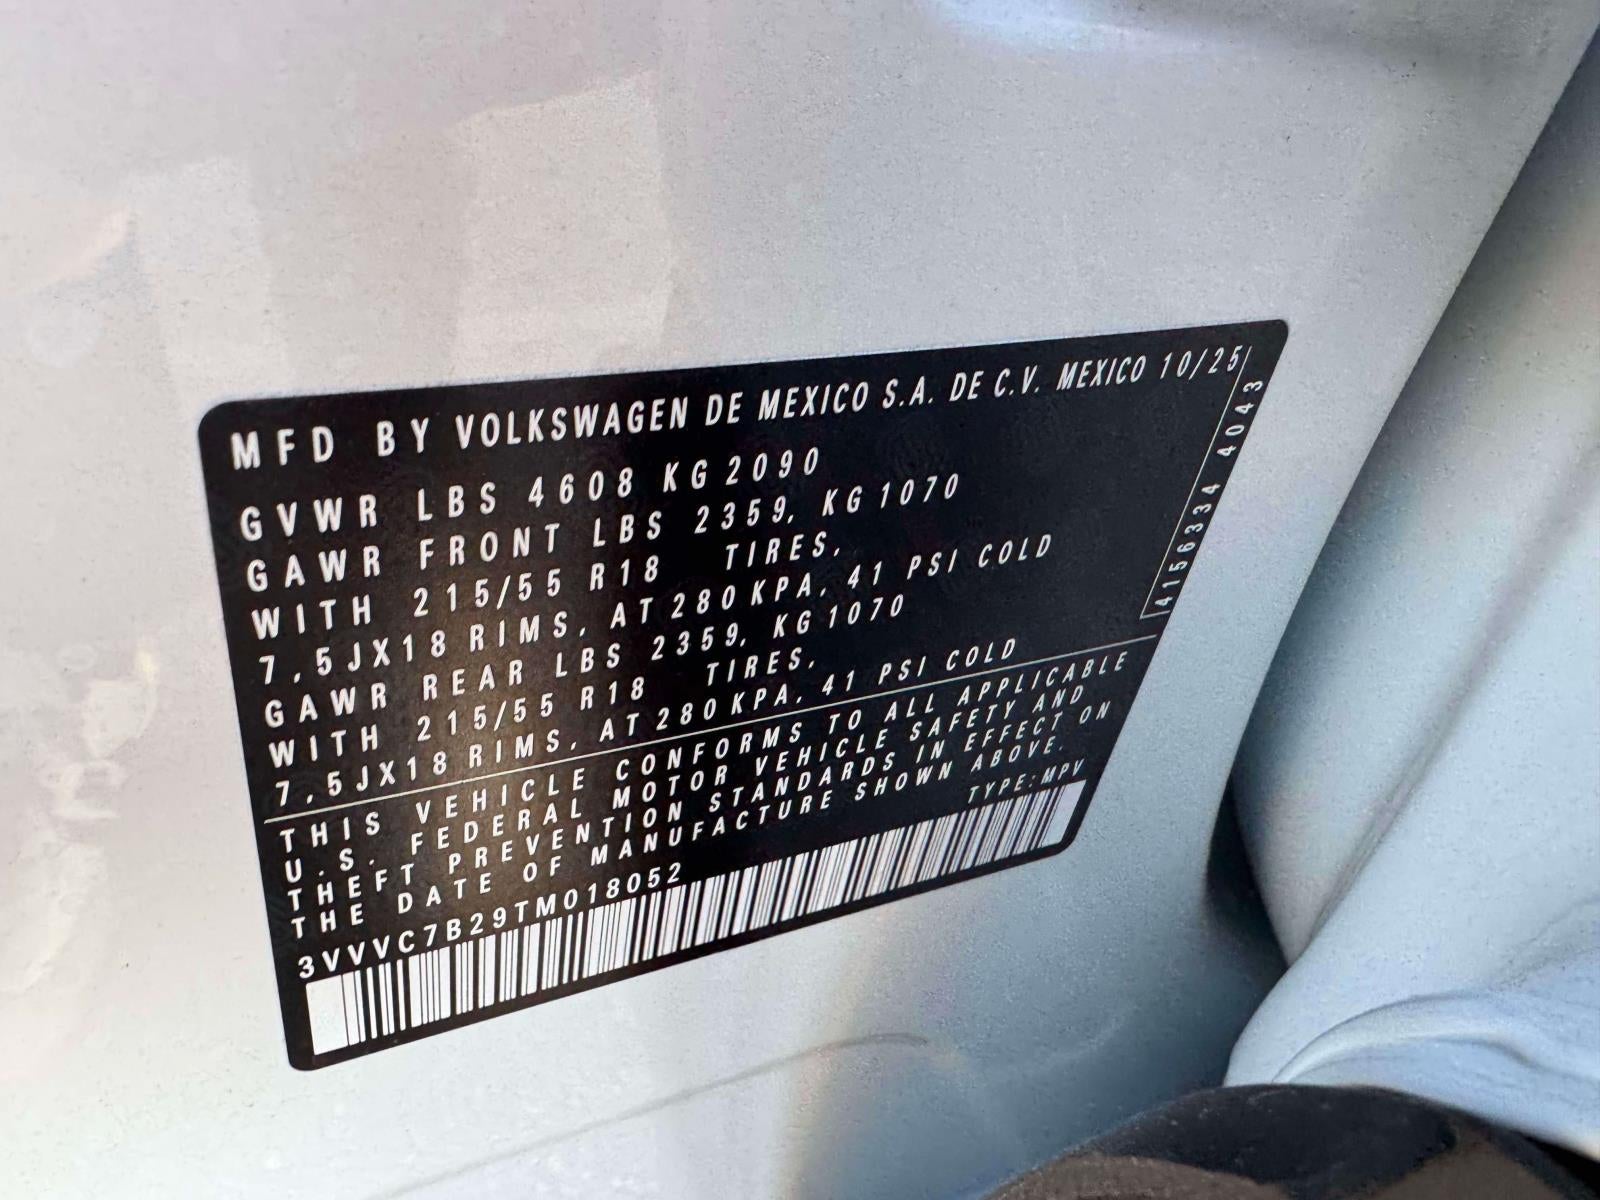 MFD BY VOLKSWAGEN DE MEXICO S.A. DE C.V. MEXICO 10/25
GVWR LBS 4608 KG 2090
GAWR FRONT LBS 2359, KG 1070
WITH 215/55 R18 TIRES,
7,5JX18 RIMS, AT 280KPA, 41 PSI COLD
GAWR REAR LBS 2359, KG 1070
WITH 215/55 R18 TIRES,
7,5JX18 RIMS, AT 280KPA, 41 PSI COLD
4156334 4043
THIS VEHICLE CONFORMS TO ALL APPLICABLE
U.S. FEDERAL MOTOR VEHICLE SAFETY AND
THEFT PREVENTION STANDARDS IN EFFECT ON
THE DATE OF MANUFACTURE SHOWN ABOVE.
3VVVC7B29TM018052 TYPE:MPV